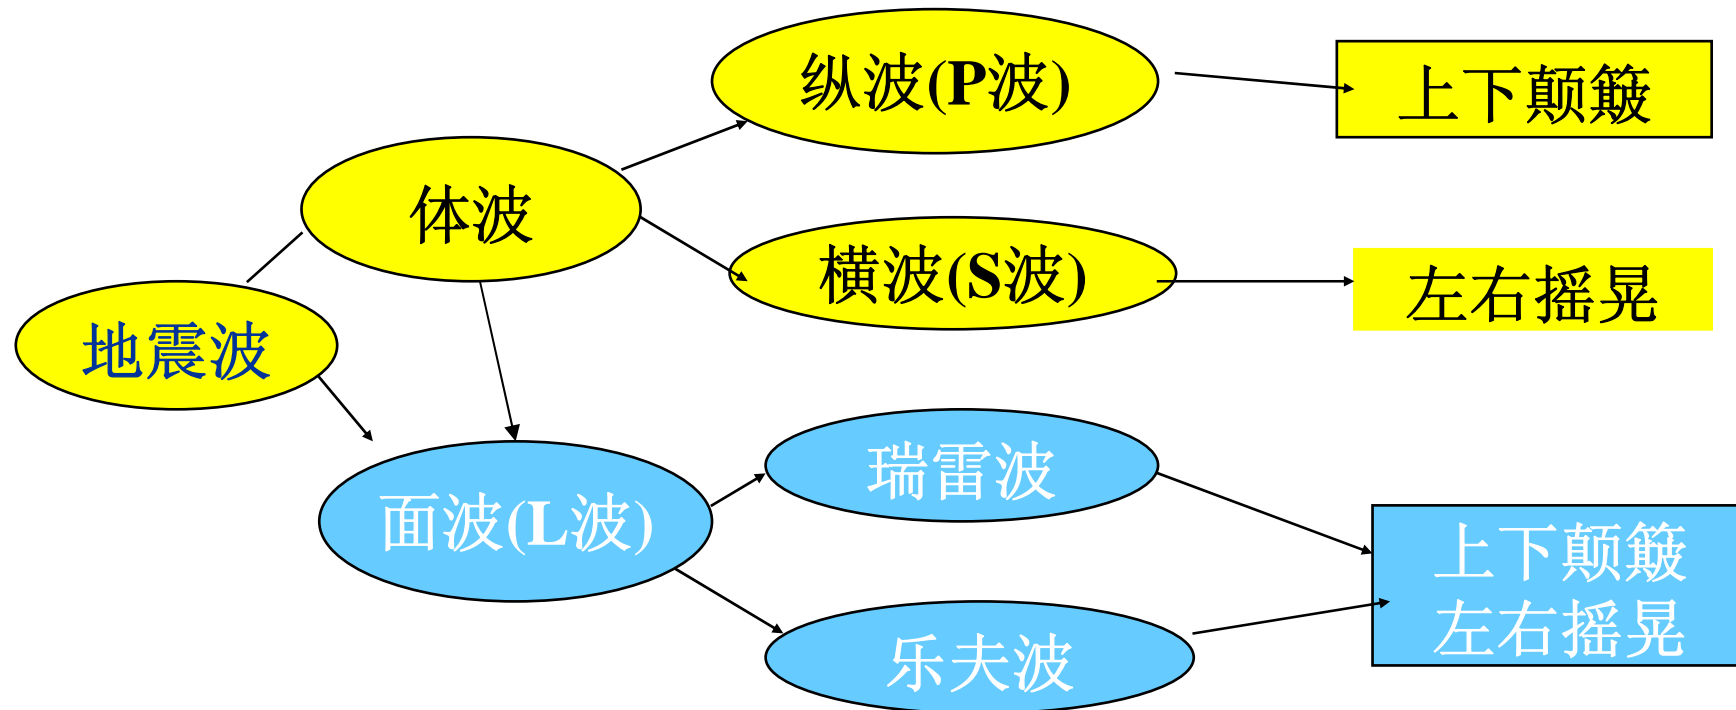 纵波(P波)
上下颠簸
体波
横波(S波)
左右摇晃
地震波
瑞雷波
面波(L波)
上下颠簸
左右摇晃
乐夫波